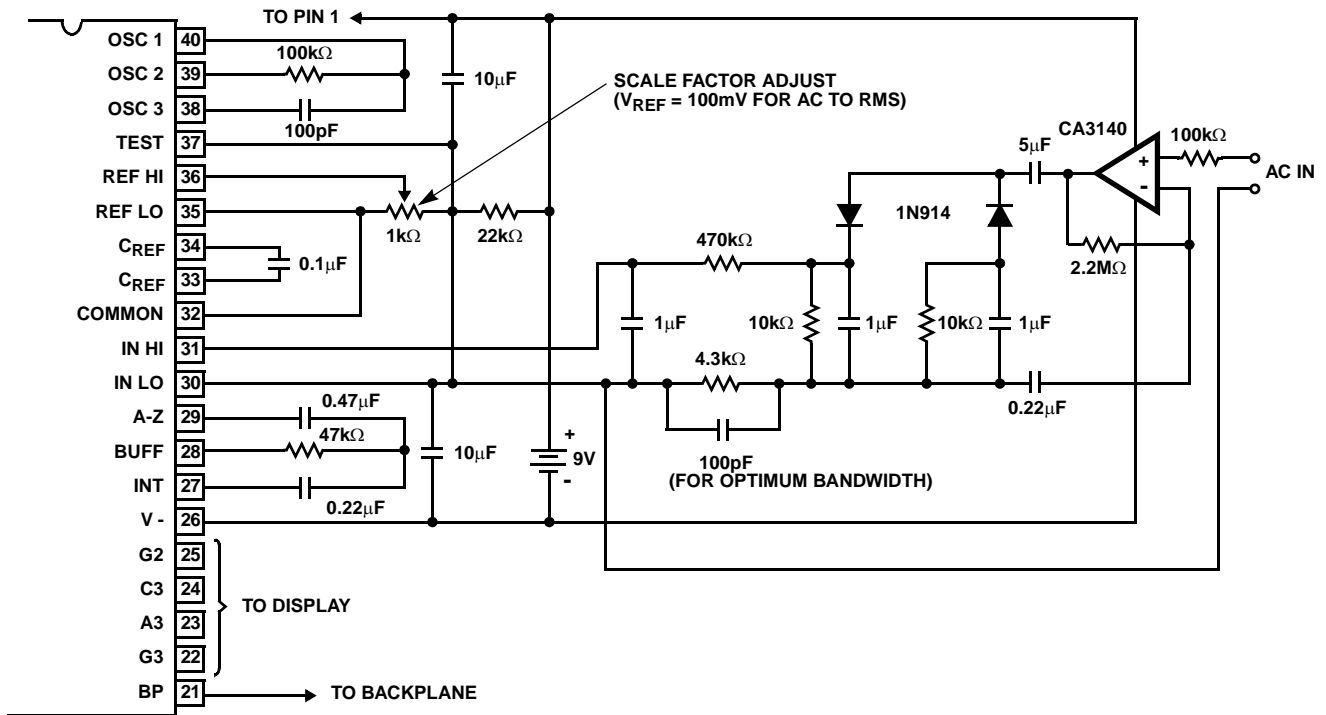 TO PIN 1
OSC 1 40
OSC 2 39
OSC 3 38
TEST 37
REF HI 36
REF LO 35
CREF 34
CREF 33
COMMON 32
IN HI 31
IN LO 30
A-Z 29
BUFF 28
INT 27
V - 26
G2 25
C3 24
A3 23
G3 22
BP 21
100kΩ
100pF
10μF
SCALE FACTOR ADJUST
(VREF = 100mV FOR AC TO RMS)
1kΩ
22kΩ
0.1μF
CA3140
100kΩ
5μF
+
-
AC IN
1N914
2.2MΩ
470kΩ
1μF
10kΩ
1μF
10kΩ
1μF
4.3kΩ
0.22μF
100pF
(FOR OPTIMUM BANDWIDTH)
0.47μF
47kΩ
0.22μF
10μF
+
9V
-
TO DISPLAY
TO BACKPLANE